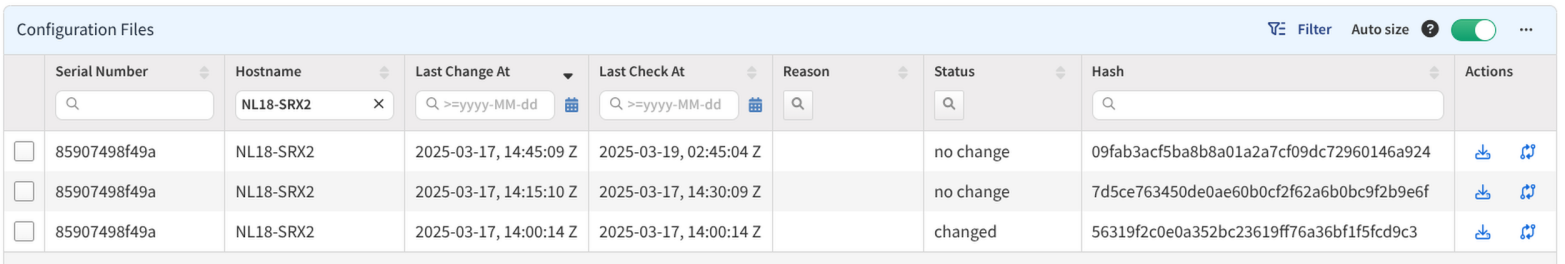 Configuration Files Filter Auto size ? ...
Serial Number Hostname Last Change At Last Check At Reason Status Hash Actions
NL18-SRX2 >=yyyy-MM-dd >=yyyy-MM-dd
85907498f49a NL18-SRX2 2025-03-17, 14:45:09 Z 2025-03-19, 02:45:04 Z no change 09fab3acf5ba8b8a01a2a7cf09dc72960146a924
85907498f49a NL18-SRX2 2025-03-17, 14:15:10 Z 2025-03-17, 14:30:09 Z no change 7d5ce763450de0ae60b0cf2f62a6b0bc9f2b9e6f
85907498f49a NL18-SRX2 2025-03-17, 14:00:14 Z 2025-03-17, 14:00:14 Z changed 56319f2c0e0a352bc23619ff76a36bf1f5fcd9c3